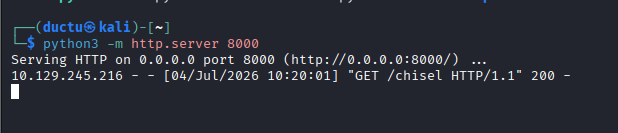 ┌──(ductu㉿kali)-[~]
└─$ python3 -m http.server 8000
Serving HTTP on 0.0.0.0 port 8000 (http://0.0.0.0:8000/) ...
10.129.245.216 - - [04/Jul/2026 10:20:01] "GET /chisel HTTP/1.1" 200 -